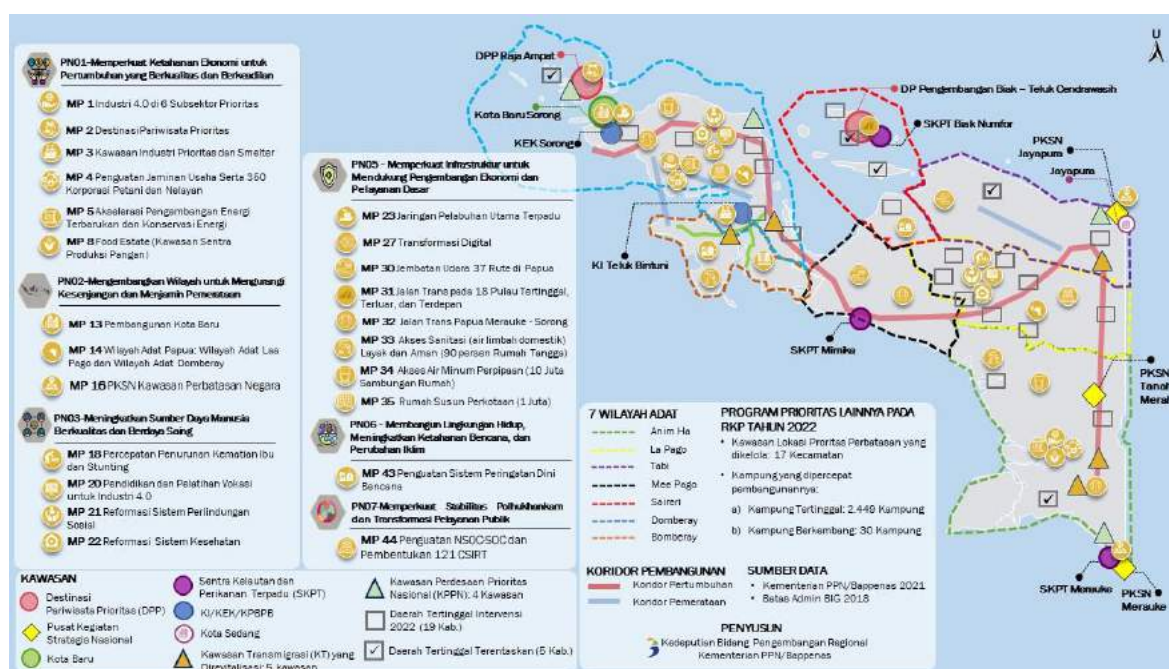 PN01-Memperkuat Ketahanan Ekonomi untuk
Pertumbuhan yang Berkualitas dan Berkeadilan
MP 1 Industri 4.0 di 6 Subsektor Prioritas
MP 2 Destinasi Pariwisata Prioritas
MP 3 Kawasan Industri Prioritas dan Smelter
MP 4 Penguatan Jaminan Usaha Serta 350
Korporasi Petani dan Nelayan
MP 5 Akselerasi Pengembangan Energi
Terbarukan dan Konservasi Energi
MP 8 Food Estate (Kawasan Sentra
Produksi Pangan)
PN02-Mengembangkan Wilayah untuk Mengurangi
Kesenjangan dan Menjamin Pemerataan
MP 13 Pembangunan Kota Baru
MP 14 Wilayah Adat Papua: Wilayah Adat Laa
Pago dan Wilayah Adat Domberay
MP 16 PKSN Kawasan Perbatasan Negara
PN03-Meningkatkan Sumber Daya Manusia
Berkualitas dan Berdaya Saing
MP 18 Percepatan Penurunan Kematian Ibu
dan Stunting
MP 20 Pendidikan dan Pelatihan Vokasi
untuk Industri 4.0
MP 21 Reformasi Sistem Perlindungan
Sosial
MP 22 Reformasi Sistem Kesehatan
PN05 - Memperkuat Infrastruktur untuk
Mendukung Pengembangan Ekonomi dan
Pelayanan Dasar
MP 23 Jaringan Pelabuhan Utama Terpadu
MP 27 Transformasi Digital
MP 30 Jembatan Udara 37 Rute di Papua
MP 31 Jalan Trans pada 18 Pulau Tertinggal,
Terluar, dan Terdepan
MP 32 Jalan Trans Papua Merauke - Sorong
MP 33 Akses Sanitasi (air limbah domestik)
Layak dan Aman (90 persen Rumah Tangga)
MP 34 Akses Air Minum Perpipaan (10 Juta
Sambungan Rumah)
MP 35 Rumah Susun Perkotaan (1 Juta)
PN06 - Membangun Lingkungan Hidup,
Meningkatkan Ketahanan Bencana, dan
Perubahan Iklim
MP 43 Penguatan Sistem Peringatan Dini
Bencana
PN07-Memperkuat Stabilitas Polhukhankam
dan Transformasi Pelayanan Publik
MP 44 Penguatan NSOC-SOC dan
Pembentukan 121 CSIRT
DPP Raja Ampat
Kota Baru Sorong
KEK Sorong
KI Teluk Bintuni
DP Pengembangan Biak - Teluk Cendrawasih
SKPT Biak Numfor
PKSN
Jayapura
Jayapura
U
SKPT Mimika
PKSN
Tanah
Merah
SKPT Merauke
PKSN
Merauke
7 WILAYAH ADAT
Anim Ha
La Pago
Tabi
Mee Pago
Saireri
Domberay
Bomberay
KORIDOR PEMBANGUNAN
Koridor Pertumbuhan
Koridor Pemerataan
PROGRAM PRIORITAS LAINNYA PADA
RKP TAHUN 2022
• Kawasan Lokasi Prioritas Perbatasan yang
dikelola: 17 Kecamatan
• Kampung yang dipercepat
pembangunannya:
a) Kampung Tertinggal: 2.449 Kampung
b) Kampung Berkembang: 30 Kampung
SUMBER DATA
• Kementerian PPN/Bappenas 2021
• Batas Admin BIG 2018
PENYUSUN
Kedeputian Bidang Pengembangan Regional
Kementerian PPN/Bappenas
KAWASAN
Destinasi
Pariwisata Prioritas (DPP)
Pusat Kegiatan
Strategis Nasional
Kota Baru
Sentra Kelautan dan
Perikanan Terpadu (SKPT)
KI/KEK/KPBPB
Kota Sedang
Kawasan Transmigrasi (KT) yang
Direvitalisasi: 5 kawasan
Kawasan Perdesaan Prioritas
Nasional (KPPN): 4 Kawasan
Daerah Tertinggal Intervensi
2022 (19 Kab.)
Daerah Tertinggal Terentaskan (5 Kab.)